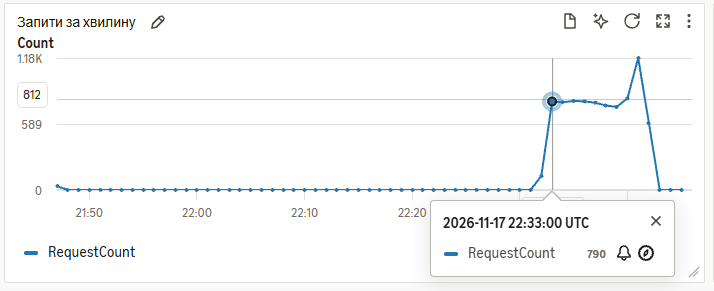 Запити за хвилину
Count
1.18K
812
589
0
21:50
22:00
22:10
22:20
2026-11-17 22:33:00 UTC
RequestCount
790
RequestCount